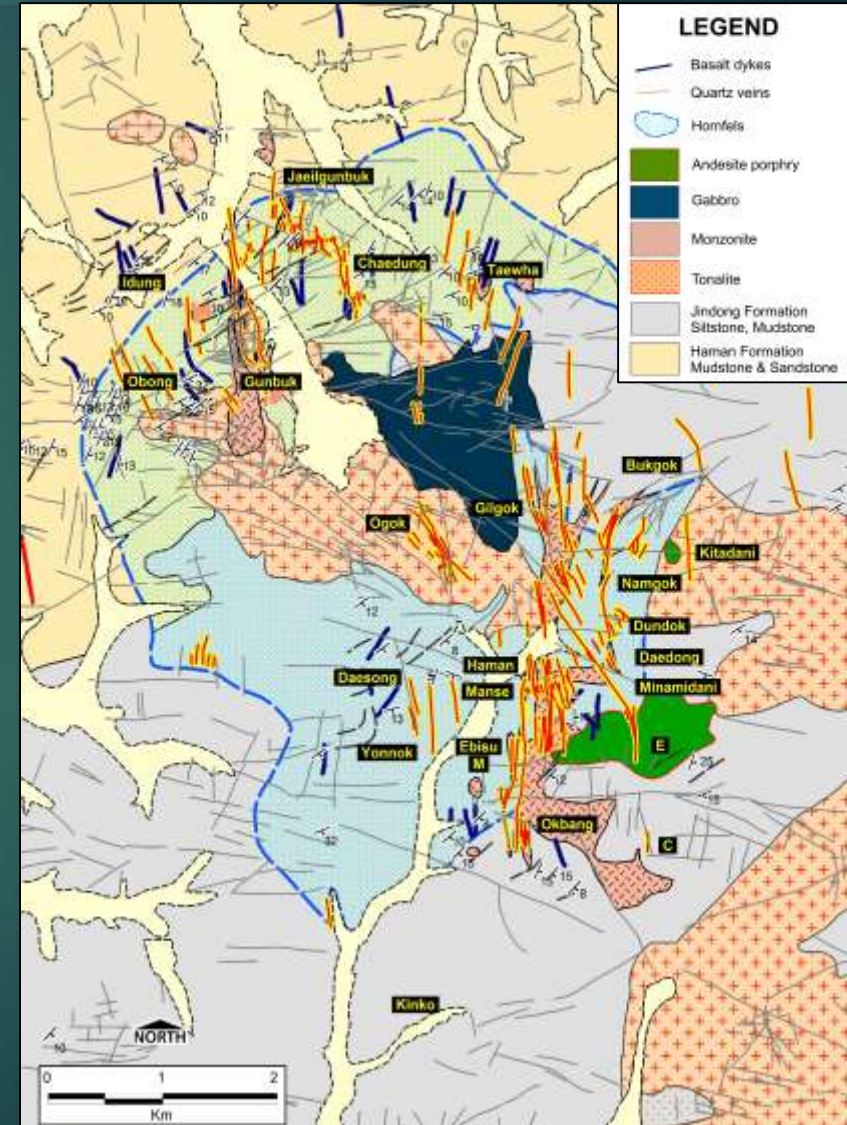 LEGEND
Basalt dykes
Quartz veins
Hornfels
Andesite porphry
Gabbro
Monzonite
Tonalite
Jindong Formation
Siltstone, Mudstone
Haman Formation
Mudstone & Sandstone
Jaeilgunbuk
Chaedung
Taewha
Idung
Obong
Gunbuk
Bukgok
Gilgok
Ogok
Kitadani
Namgok
Dundok
Haman
Daedong
Daesong
Manse
Minamidani
Yonnok
Ebisu
M
E
Okbang
C
Kinko
NORTH
0 1 2
Km